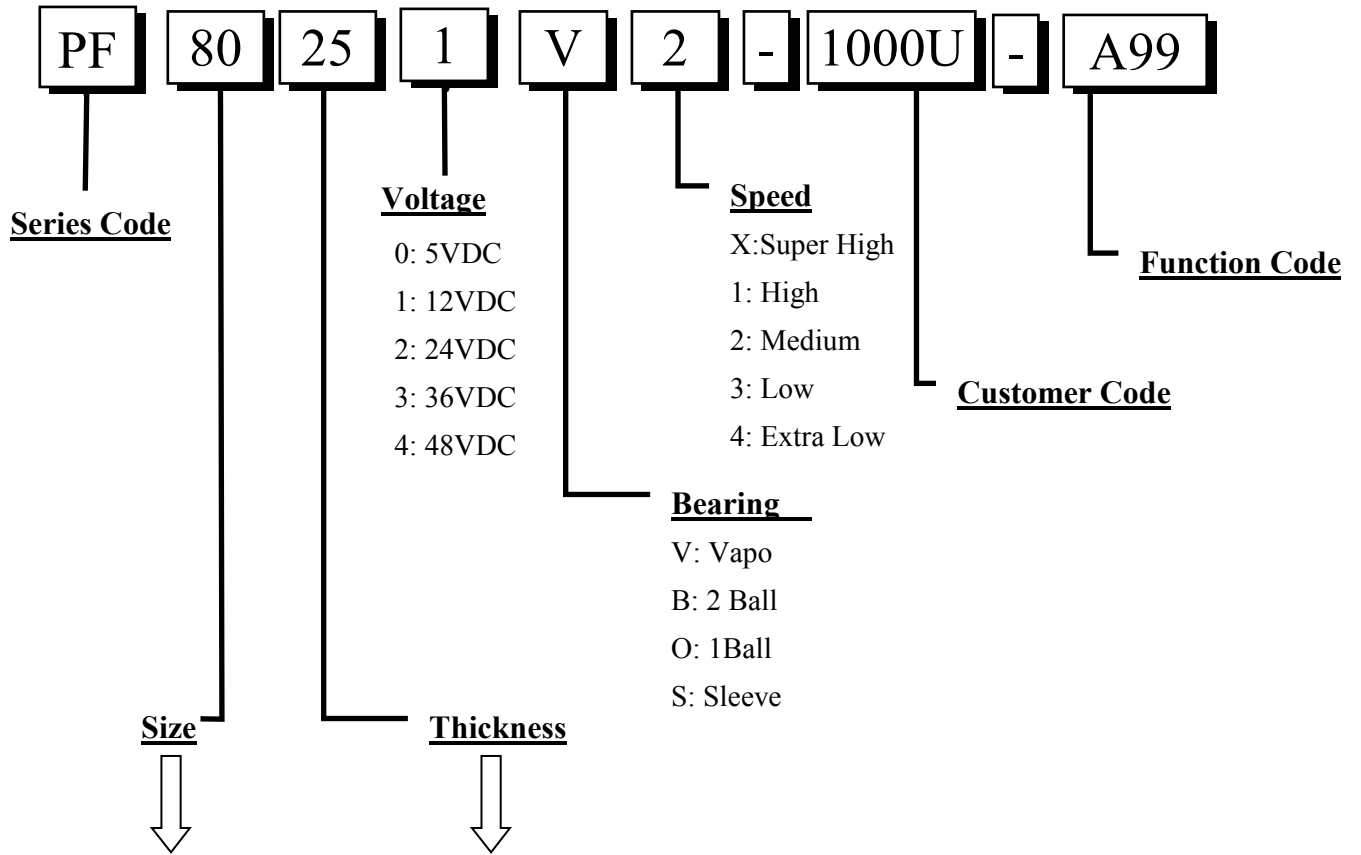 PF 80 25 1 V 2 - 1000U - A99
Series Code
Voltage
0: 5VDC
1: 12VDC
2: 24VDC
3: 36VDC
4: 48VDC
Speed
X:Super High
1: High
2: Medium
3: Low
4: Extra Low
Function Code
Customer Code
Bearing
V: Vapo
B: 2 Ball
O: 1Ball
S: Sleeve
Size
Thickness